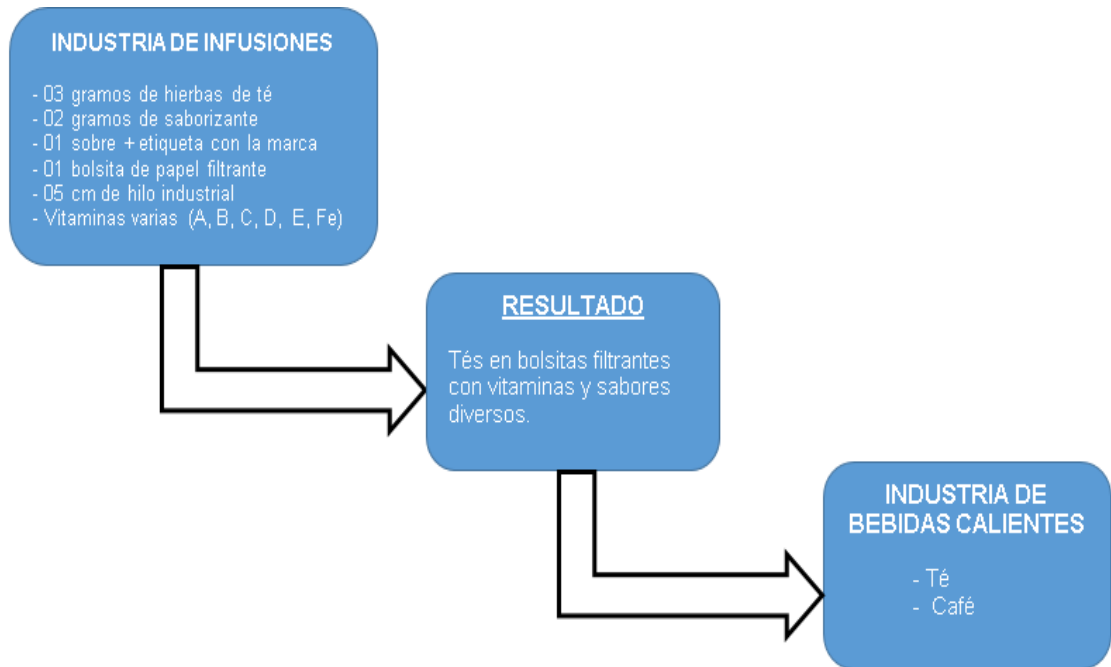 INDUSTRIA DE INFUSIONES
- 03 gramos de hierbas de té
- 02 gramos de saborizante
- 01 sobre + etiqueta con la marca
- 01 bolsita de papel filtrante
- 05 cm de hilo industrial
- Vitaminas varias (A, B, C, D, E, Fe)
RESULTADO
Tés en bolsitas filtrantes
con vitaminas y sabores
diversos.
INDUSTRIA DE
BEBIDAS CALIENTES
- Té
- Café